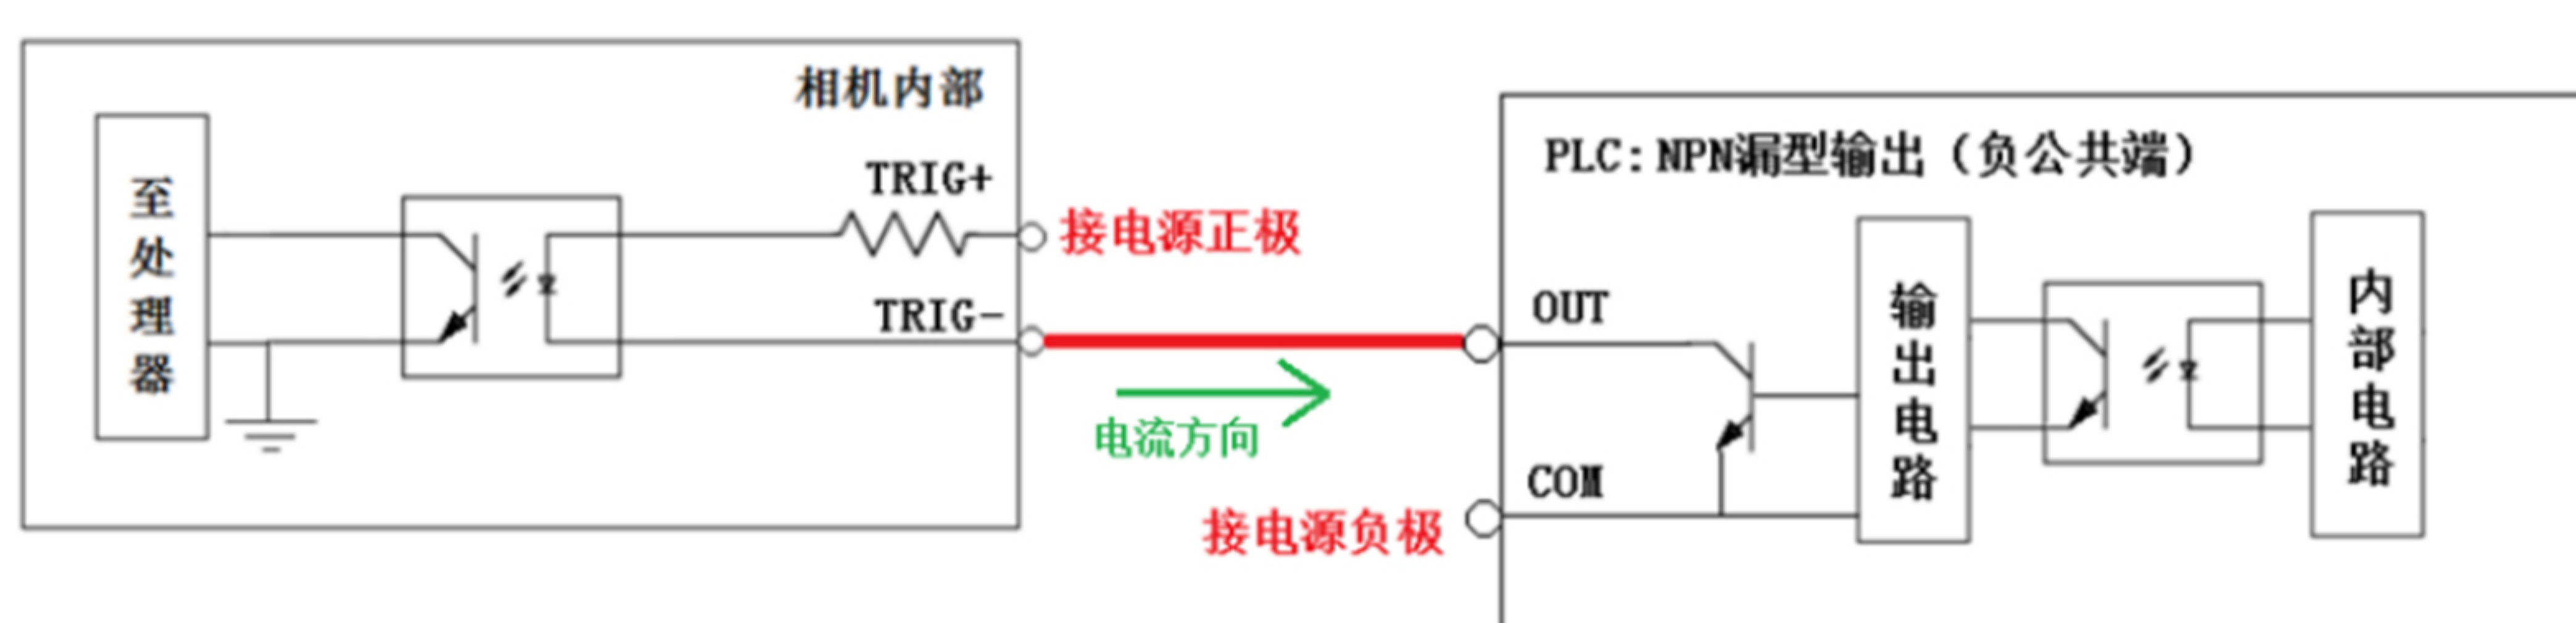 相机内部
至处理器
TRIG+
接电源正极
TRIG-
电流方向
PLC: NPN漏型输出（负公共端）
OUT
COM
接电源负极
输出电路
内部电路